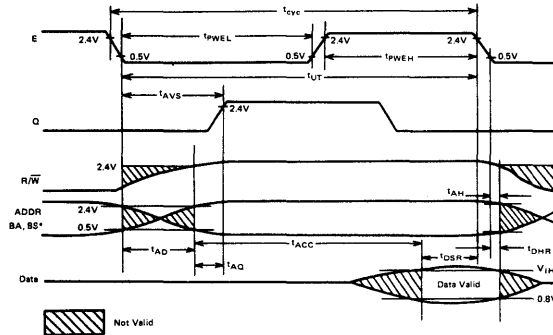 tcyc
E
2.4V
0.5V
tPWEL
0.5V
2.4V
2.4V
0.5V
tPWEH
tUT
tAVS
Q
2.4V
2.4V
R/W̅
tAH
ADDR
2.4V
BA, BS*
0.5V
tACC
tAD
tAQ
tDSR
tDHR
VIH
Data
Data Valid
0.8V
Not Valid